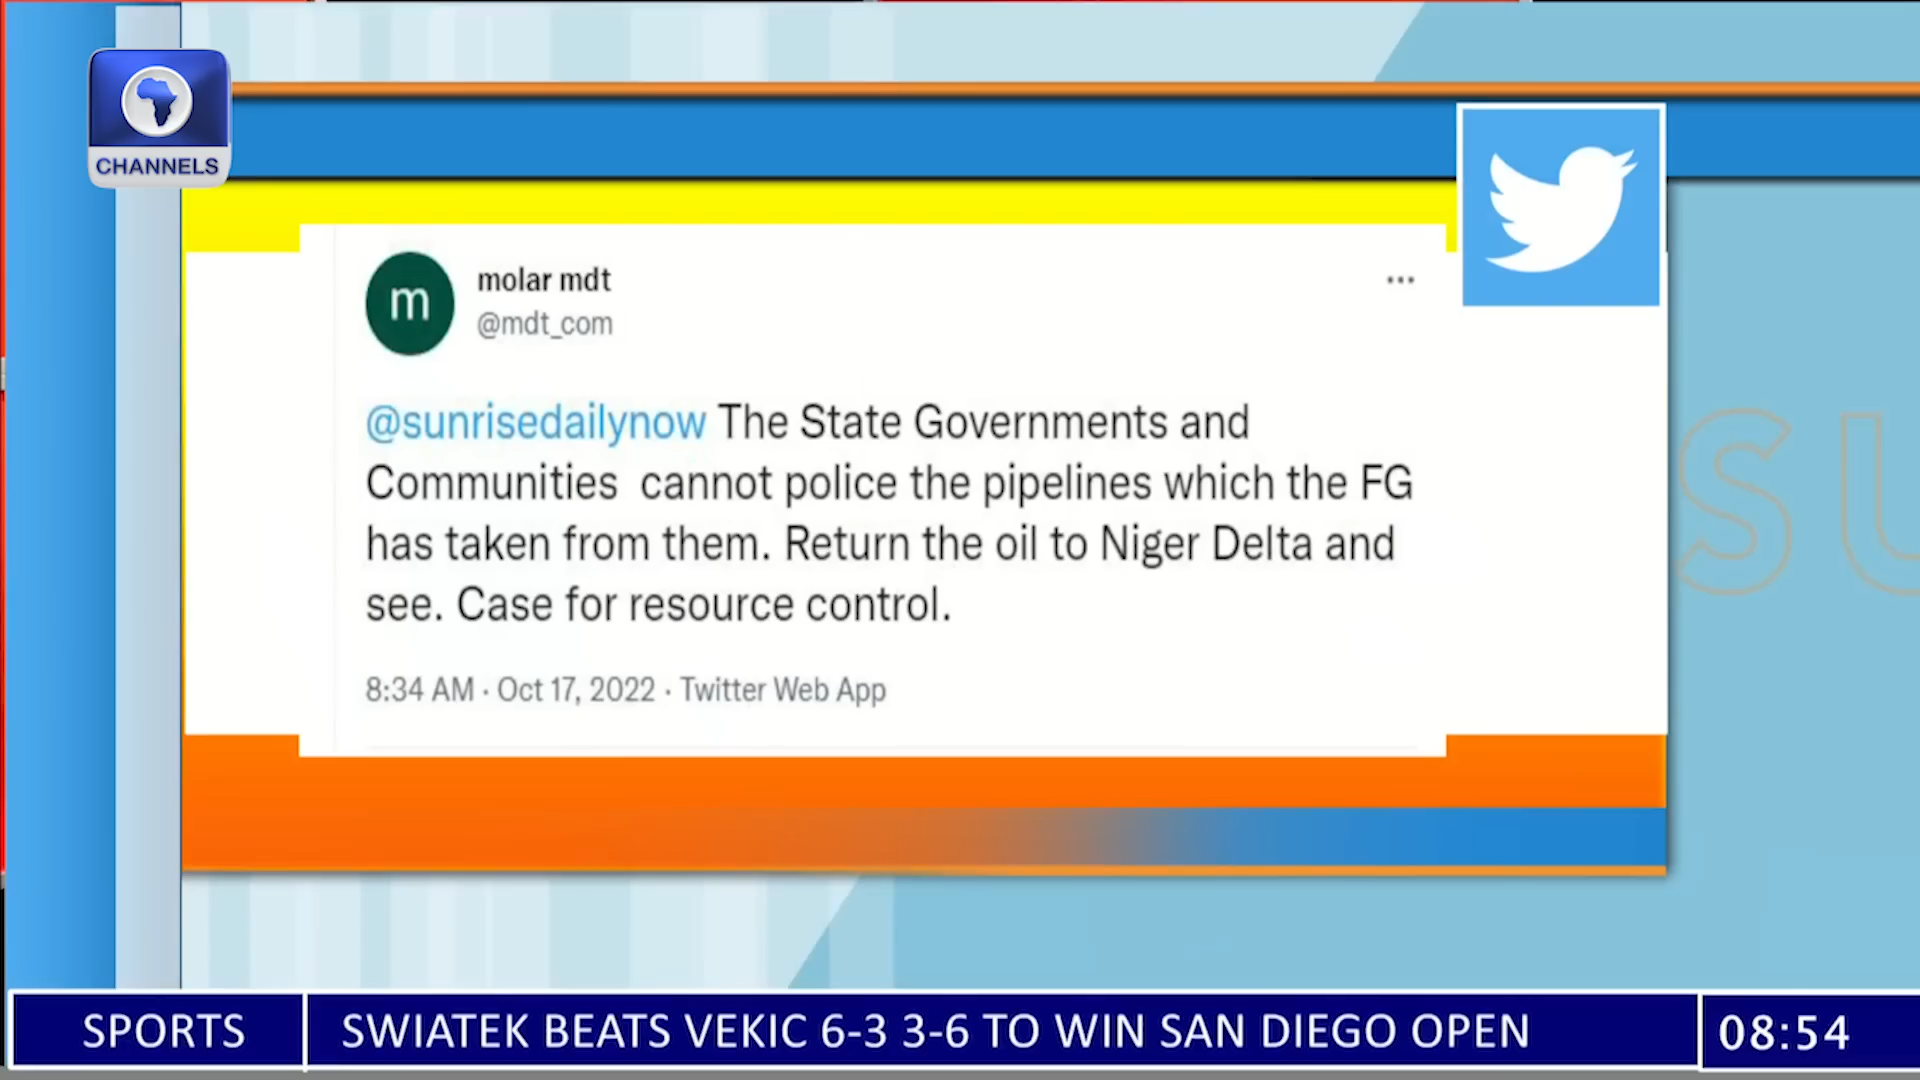 CHANNELS
m
molar mdt
@mdt_com
@sunrisedailynow The State Governments and
Communities cannot police the pipelines which the FG
has taken from them. Return the oil to Niger Delta and
see. Case for resource control.
8:34 AM · Oct 17, 2022 · Twitter Web App
SU
SPORTS
SWIATEK BEATS VEKIC 6-3 3-6 TO WIN SAN DIEGO OPEN
08:54